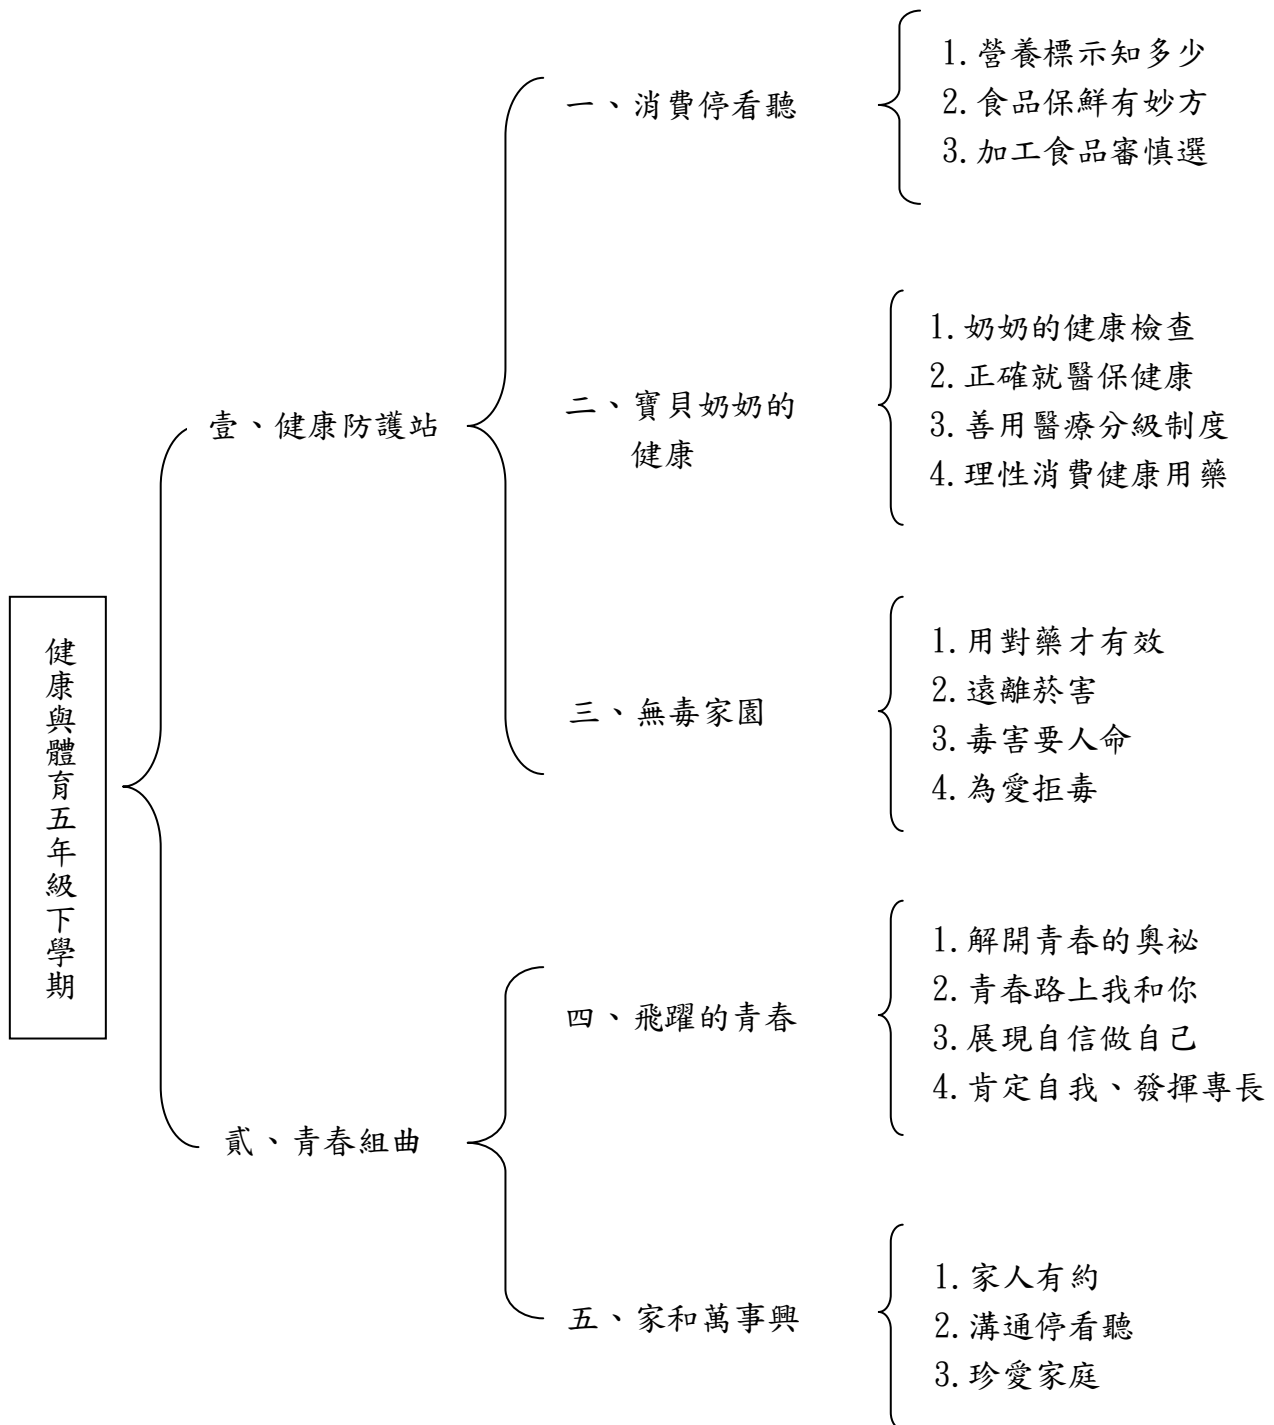 健康與體育五年級下學期
壹、健康防護站
一、消費停看聽
1.營養標示知多少
2.食品保鮮有妙方
3.加工食品審慎選
二、寶貝奶奶的
健康
1.奶奶的健康檢查
2.正確就醫保健康
3.善用醫療分級制度
4.理性消費健康用藥
三、無毒家園
1.用對藥才有效
2.遠離菸害
3.毒害要人命
4.為愛拒毒
貳、青春組曲
四、飛躍的青春
1.解開青春的奧祕
2.青春路上我和你
3.展現自信做自己
4.肯定自我、發揮專長
五、家和萬事興
1.家人有約
2.溝通停看聽
3.珍愛家庭